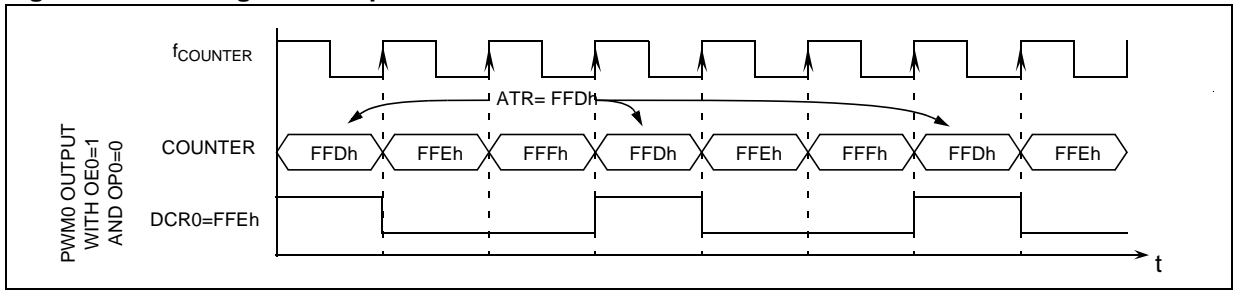 fCOUNTER
ATR= FFDh
COUNTER
FFDh FFEh FFFh FFDh FFEh FFFh FFDh FFEh
PWM0 OUTPUT
WITH OE0=1
AND OP0=0
DCR0=FFEh
t